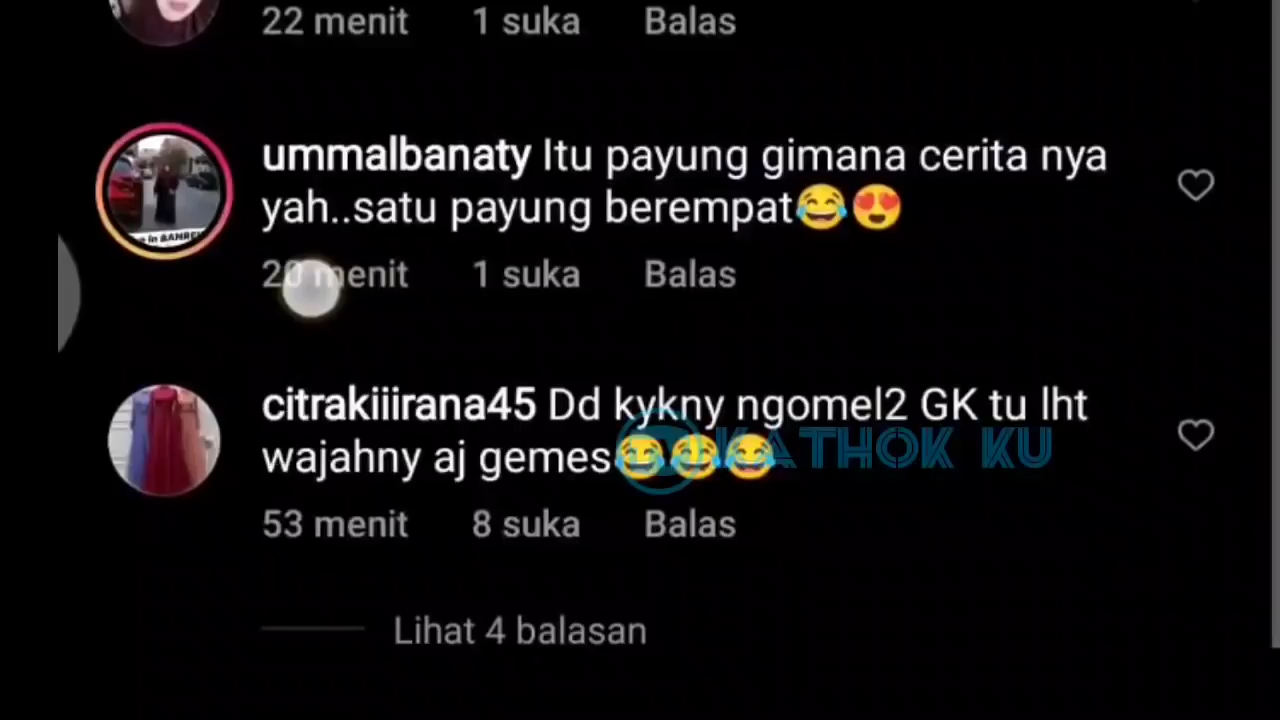 22 menit 1 suka Balas
ummalbanaty Itu payung gimana cerita nya
yah..satu payung berempat😂😍
20 menit 1 suka Balas
citrakiiirana45 Dd kykny ngomel2 GK tu lht
wajahny aj gemes😂😂😂
KATHOK KU
53 menit 8 suka Balas
Lihat 4 balasan